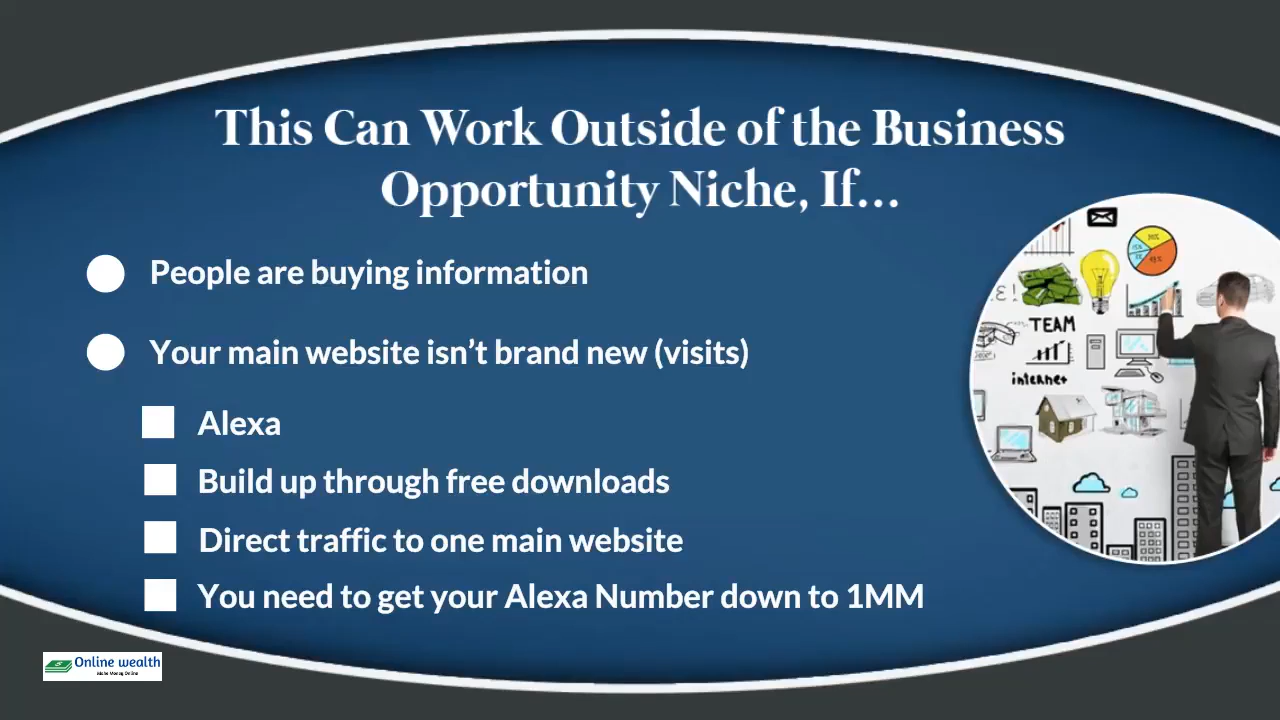 This Can Work Outside of the Business
Opportunity Niche, If...
People are buying information
Your main website isn't brand new (visits)
Alexa
Build up through free downloads
Direct traffic to one main website
You need to get your Alexa Number down to 1MM
TEAM
internet
Online wealth